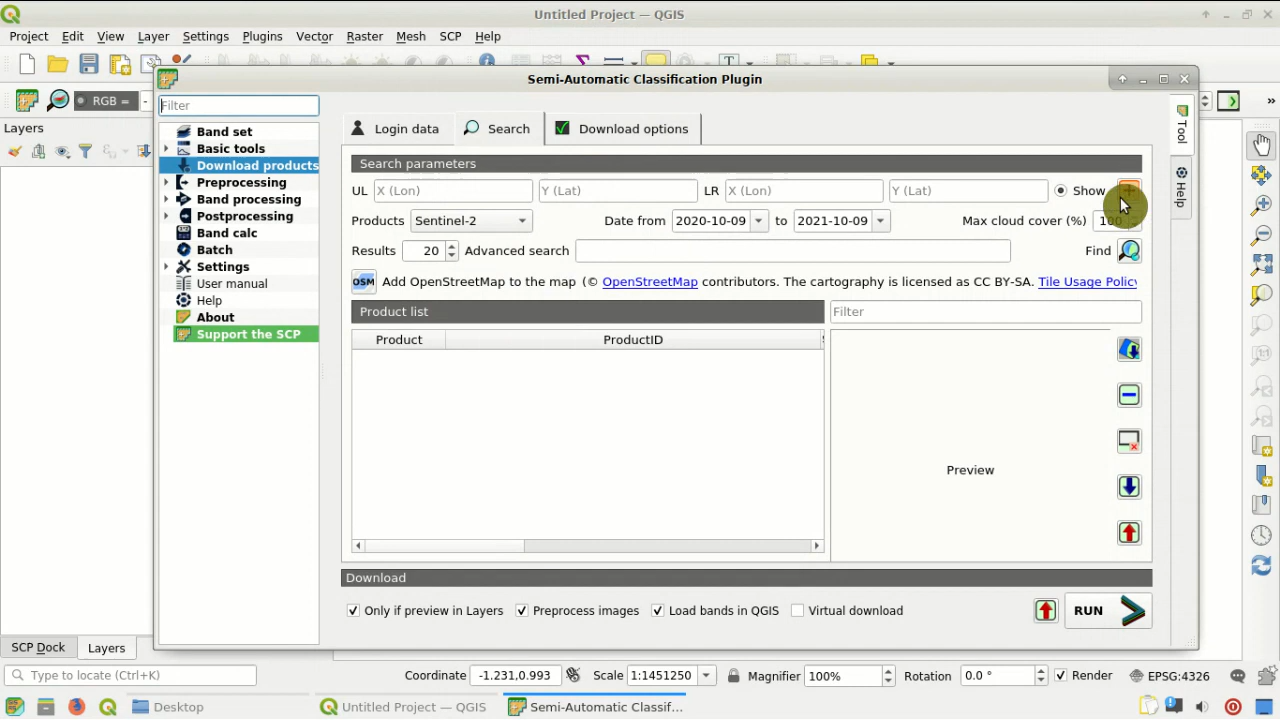 Untitled Project — QGIS
Project Edit View Layer Settings Plugins Vector Raster Mesh SCP Help
Semi-Automatic Classification Plugin
RGB = -
»
Layers
Filter
Band set
Basic tools
Download products
Preprocessing
Band processing
Postprocessing
Band calc
Batch
Settings
User manual
Help
About
Support the SCP
Login data Search Download options
Search parameters
UL X (Lon) Y (Lat) LR X (Lon) Y (Lat) Show
Products Sentinel-2 Date from 2020-10-09 to 2021-10-09 Max cloud cover (%) 100
Results 20 Advanced search Find
OSM Add OpenStreetMap to the map (© OpenStreetMap contributors. The cartography is licensed as CC BY-SA. Tile Usage Policy
Product list Filter
Product ProductID
Preview
Download
Only if preview in Layers Preprocess images Load bands in QGIS Virtual download RUN
Tool
Help
SCP Dock Layers
Type to locate (Ctrl+K) Coordinate -1.231,0.993 Scale 1:1451250 Magnifier 100% Rotation 0.0 ° Render EPSG:4326
Desktop Untitled Project — QGIS Semi-Automatic Classif...